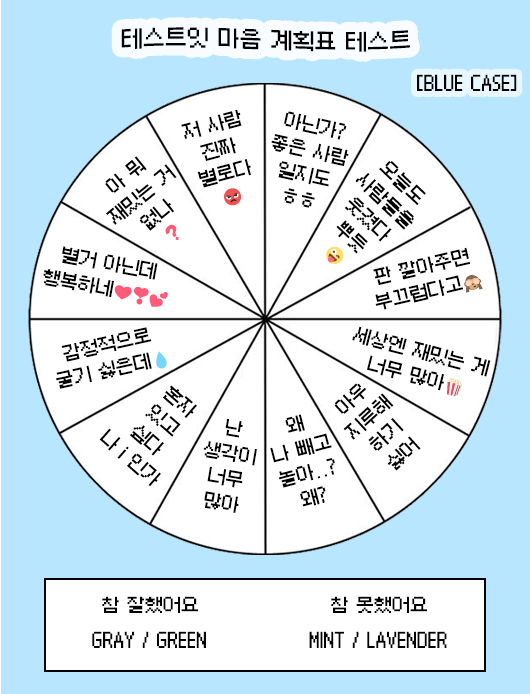 테스트잇 마음 계획표 테스트
[BLUE CASE]
아닌가?
좋은 사람
일지도
ㅎㅎ
오늘도
사람들을
웃겼다
뿌듯
판 깔아주면
부끄럽다고
세상엔 재밌는 게
너무 많아
아우 왜
지루해
하기
싫어
왜
나 빼고
놀아..?
왜?
난
생각이
너무
많아
혼자
있고
싶다
나 i 인가
감정적으로
굴기 싫은데
별거 아닌데
행복하네
아 뭐
재밌는 거
없나
저 사람
진짜
별로다
참 잘했어요
참 못했어요
GRAY / GREEN
MINT / LAVENDER